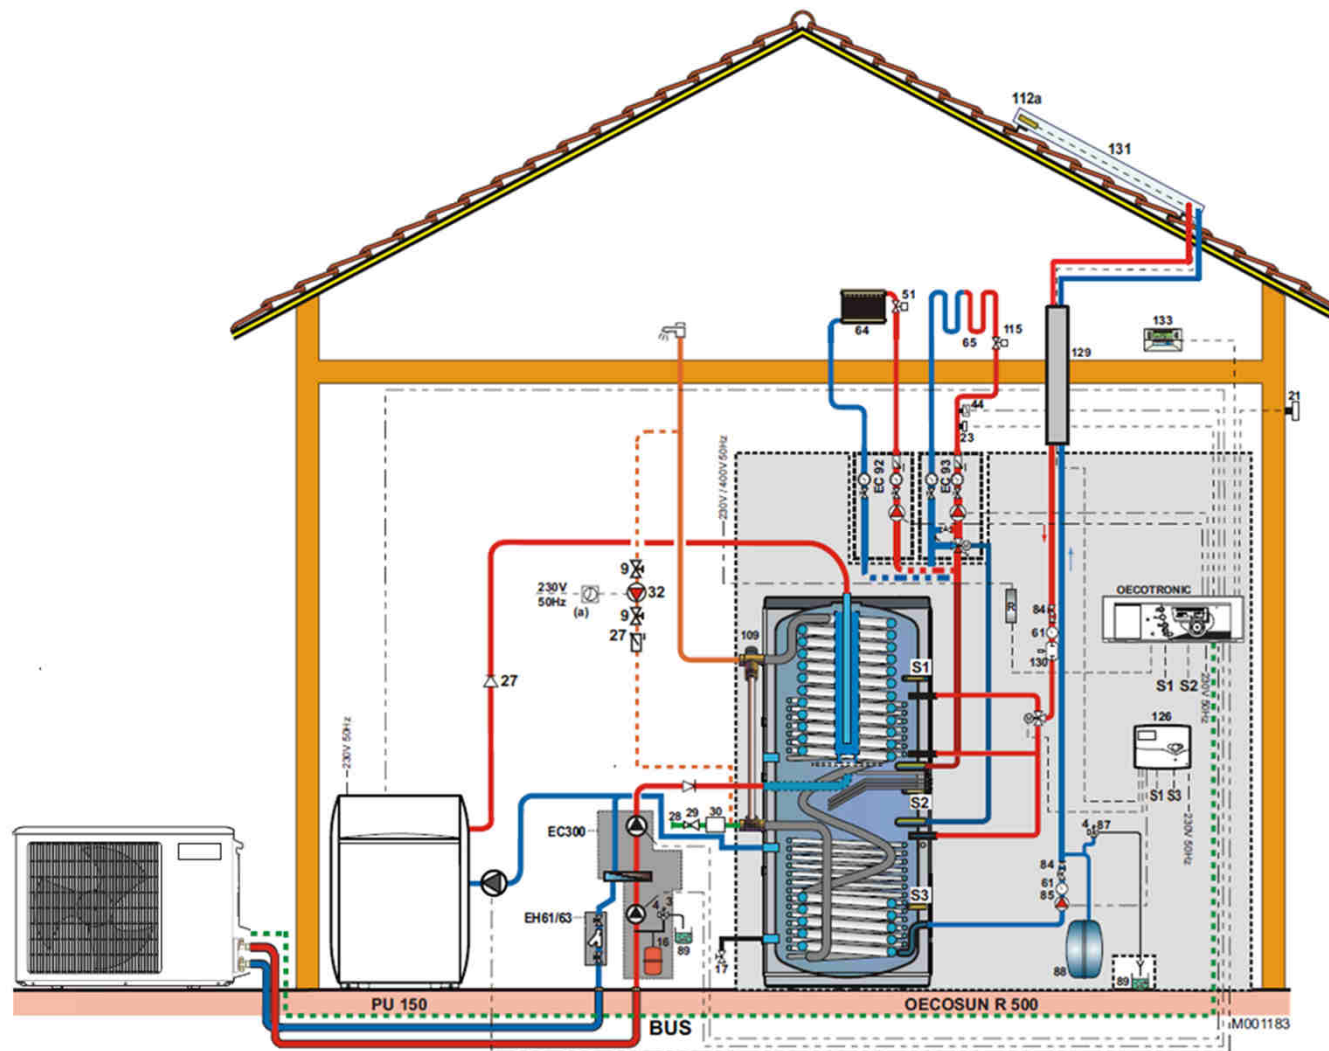 112a
131
51
64
115
65
133
129
44
21
23
230V / 400V 50Hz
EC 92
EC 93
9
230V
50Hz
(a)
32
9
27
R
OECOTRONIC
84
61
109
130
S1
S1 S2
230V 50Hz
27
126
230V 50Hz
S1 S3
S2
28 29 30
4 87
EC300
230V 50Hz
84
61
85
S3
EH61/63
4 3
16
89
17
88
89
PU 150
OECOSUN R 500
BUS
M001183